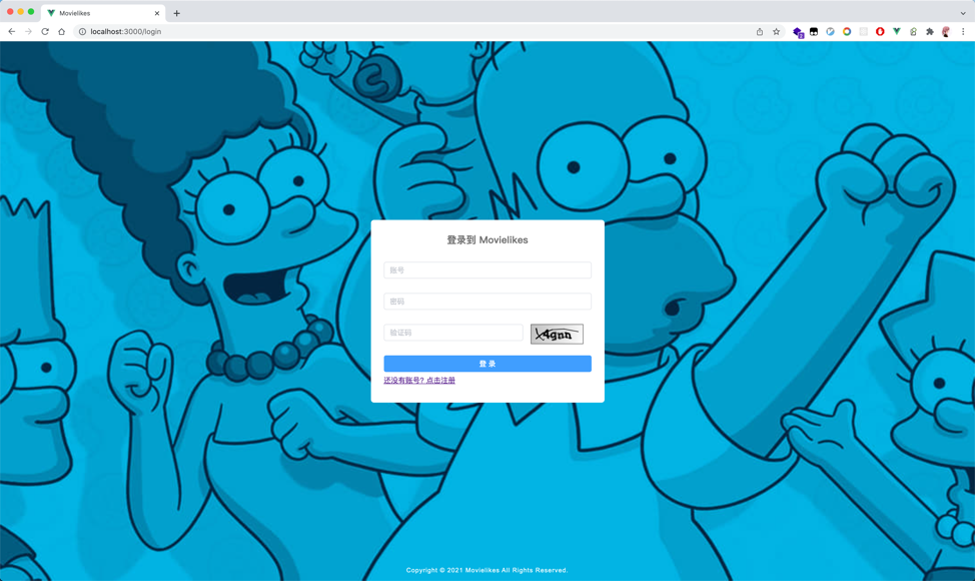 Movielikes
localhost:3000/login
登录到 Movielikes
账号
密码
验证码
登 录
还没有账号? 点击注册
Copyright © 2021 Movielikes All Rights Reserved.